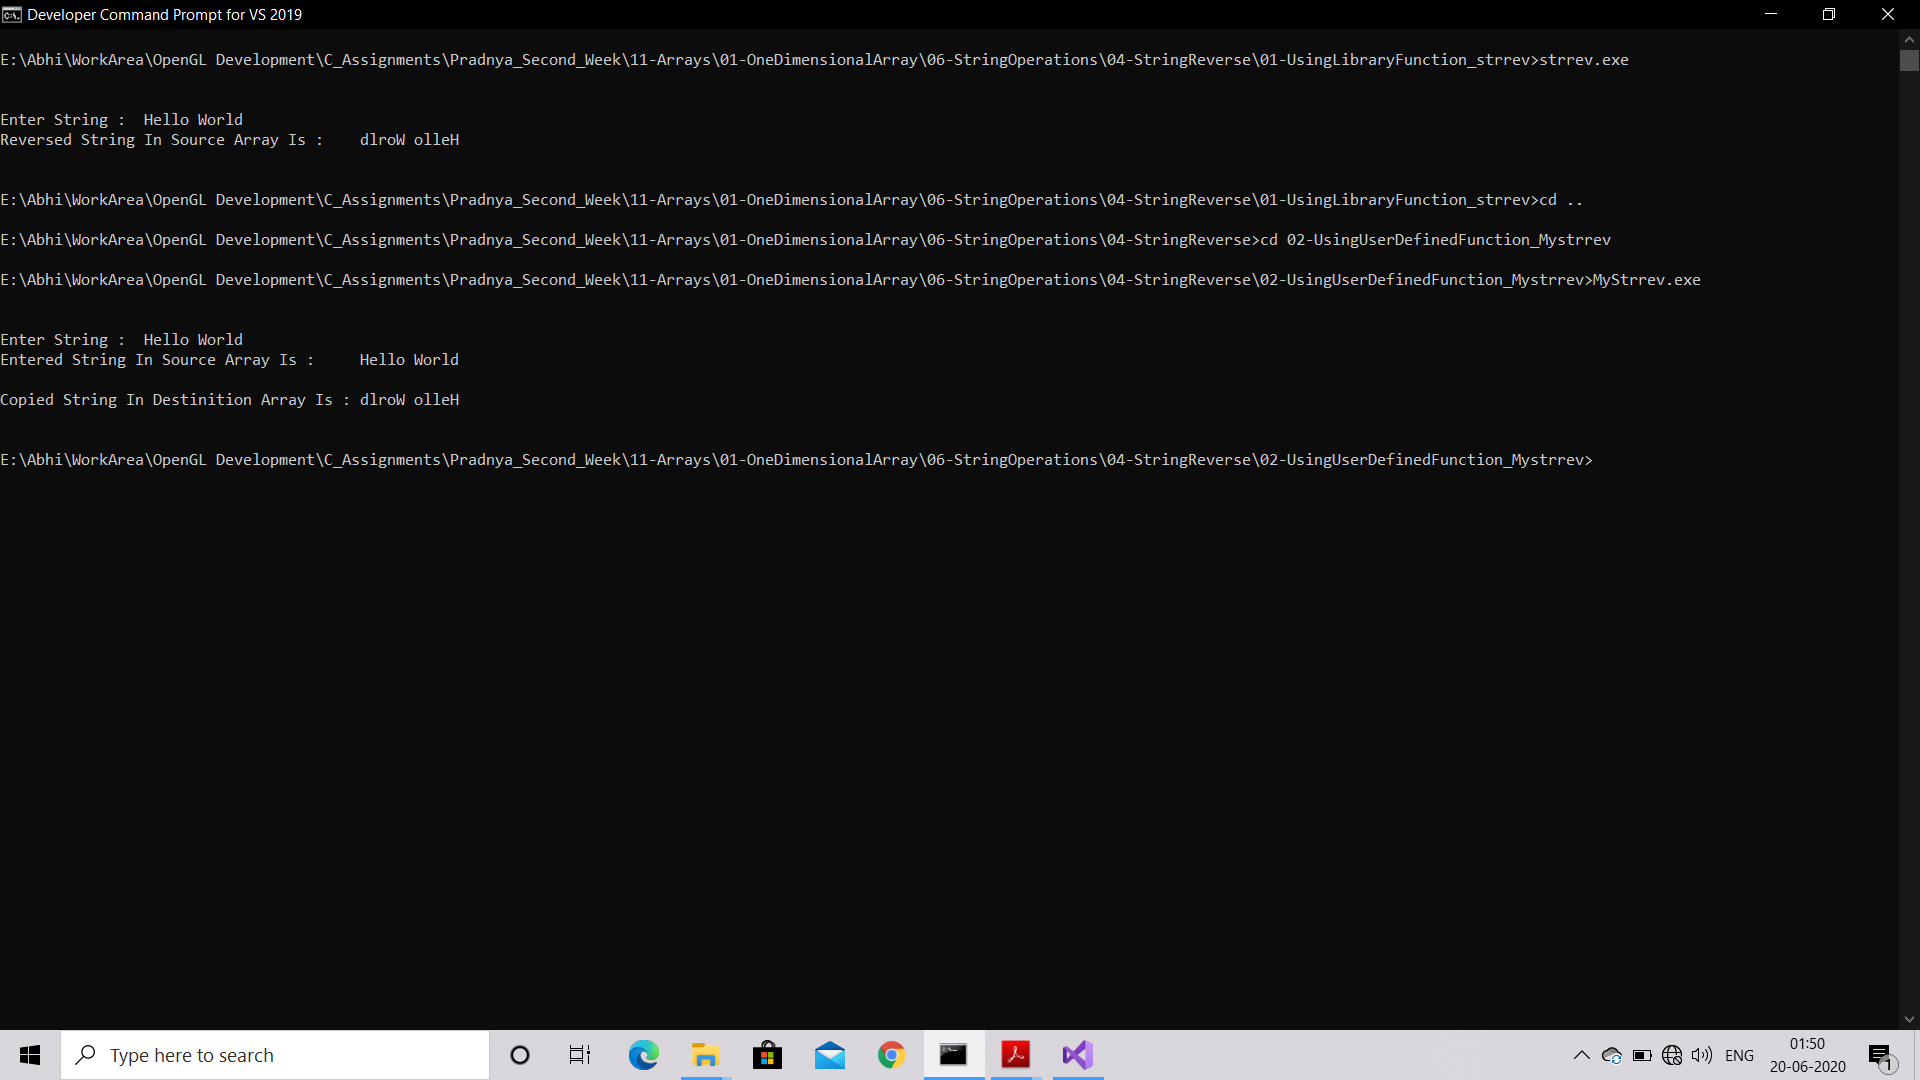 Developer Command Prompt for VS 2019
E:\Abhi\WorkArea\OpenGL Development\C_Assignments\Pradnya_Second_Week\11-Arrays\01-OneDimensionalArray\06-StringOperations\04-StringReverse\01-UsingLibraryFunction_strrev>strrev.exe
Enter String :  Hello World
Reversed String In Source Array Is :    dlroW olleH
E:\Abhi\WorkArea\OpenGL Development\C_Assignments\Pradnya_Second_Week\11-Arrays\01-OneDimensionalArray\06-StringOperations\04-StringReverse\01-UsingLibraryFunction_strrev>cd ..
E:\Abhi\WorkArea\OpenGL Development\C_Assignments\Pradnya_Second_Week\11-Arrays\01-OneDimensionalArray\06-StringOperations\04-StringReverse>cd 02-UsingUserDefinedFunction_Mystrrev
E:\Abhi\WorkArea\OpenGL Development\C_Assignments\Pradnya_Second_Week\11-Arrays\01-OneDimensionalArray\06-StringOperations\04-StringReverse\02-UsingUserDefinedFunction_Mystrrev>MyStrrev.exe
Enter String :  Hello World
Entered String In Source Array Is :     Hello World
Copied String In Destinition Array Is : dlroW olleH
E:\Abhi\WorkArea\OpenGL Development\C_Assignments\Pradnya_Second_Week\11-Arrays\01-OneDimensionalArray\06-StringOperations\04-StringReverse\02-UsingUserDefinedFunction_Mystrrev>
Type here to search
ENG
01:50
20-06-2020
1